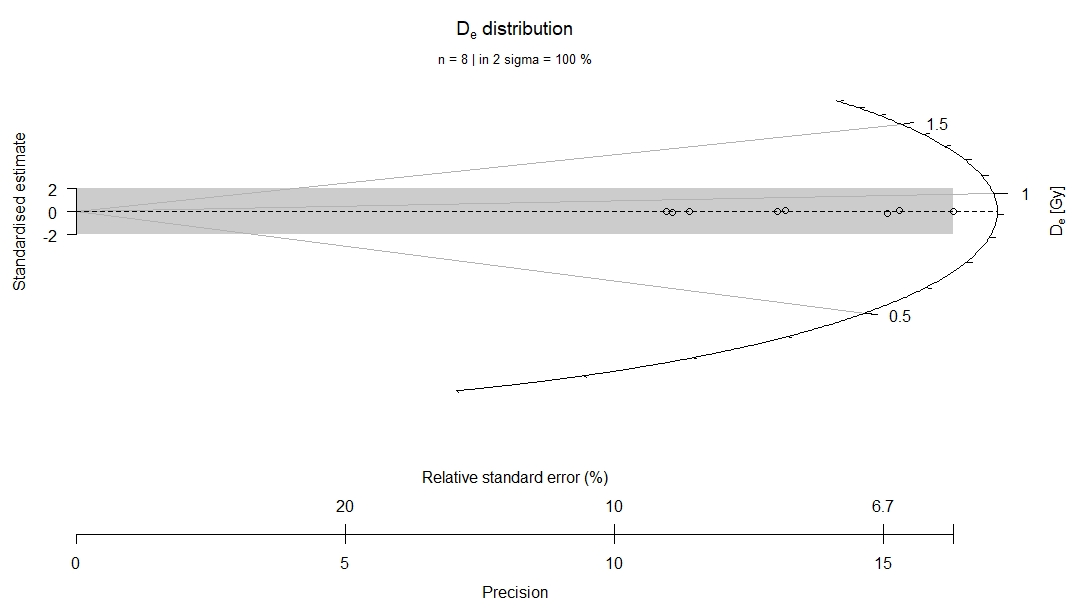 De distribution
n = 8 | in 2 sigma = 100 %
Standardised estimate
2
0
-2
1.5
1
0.5
De [Gy]
Relative standard error (%)
20 10 6.7
0 5 10 15
Precision